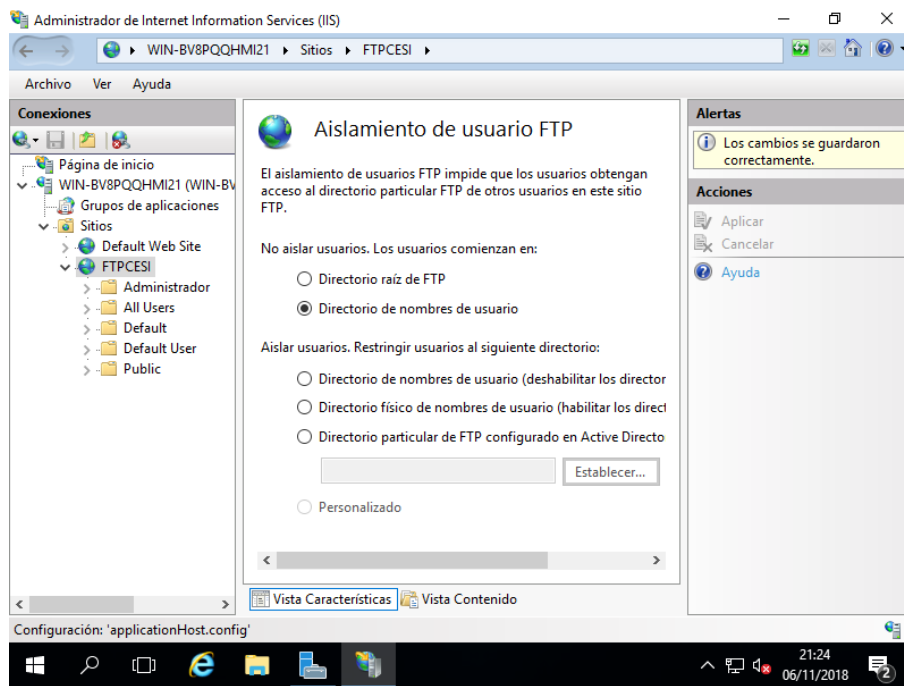 Administrador de Internet Information Services (IIS)
WIN-BV8PQQHMI21 Sitios FTPCESI
Archivo Ver Ayuda
Conexiones
Página de inicio
WIN-BV8PQQHMI21 (WIN-BV
Grupos de aplicaciones
Sitios
Default Web Site
FTPCESI
Administrador
All Users
Default
Default User
Public
Aislamiento de usuario FTP
El aislamiento de usuarios FTP impide que los usuarios obtengan
acceso al directorio particular FTP de otros usuarios en este sitio
FTP.
No aislar usuarios. Los usuarios comienzan en:
Directorio raíz de FTP
Directorio de nombres de usuario
Aislar usuarios. Restringir usuarios al siguiente directorio:
Directorio de nombres de usuario (deshabilitar los director
Directorio físico de nombres de usuario (habilitar los direct
Directorio particular de FTP configurado en Active Directo
Establecer...
Personalizado
Vista Características Vista Contenido
Alertas
Los cambios se guardaron
correctamente.
Acciones
Aplicar
Cancelar
Ayuda
Configuración: 'applicationHost.config'
21:24
06/11/2018
2